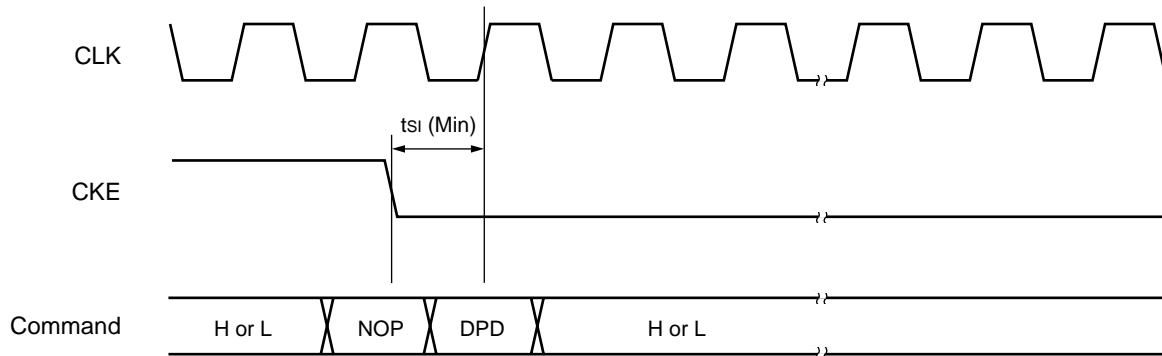 CLK
tSI (Min)
CKE
Command
H or L
NOP
DPD
H or L